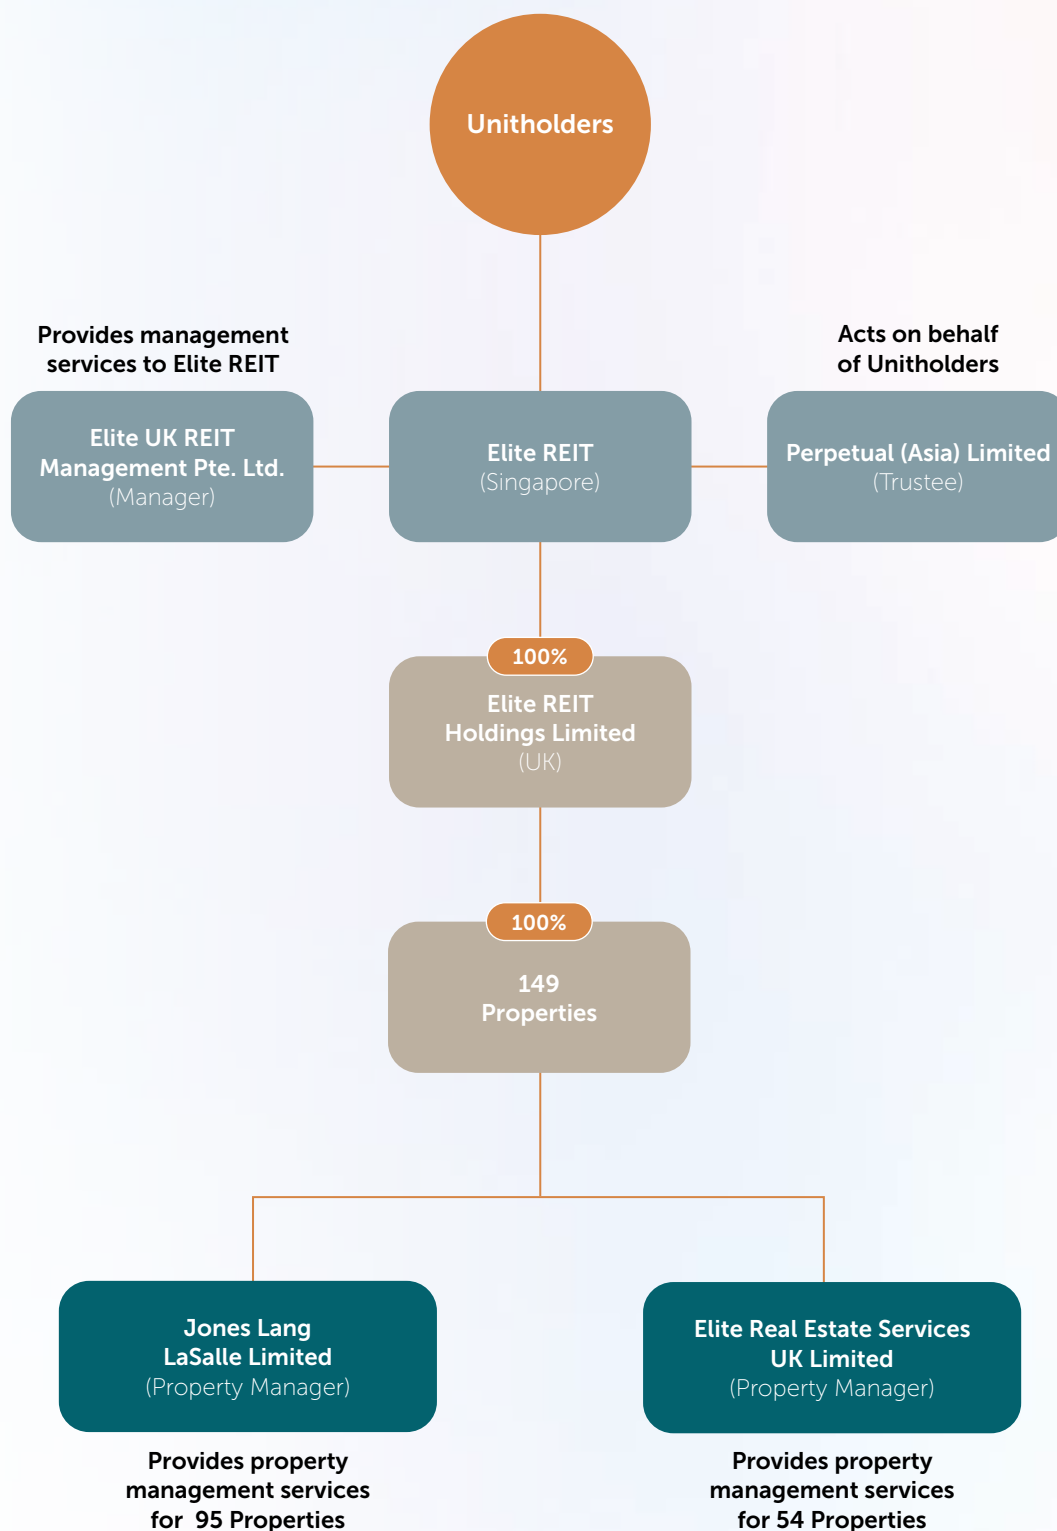 Unitholders
Provides management
services to Elite REIT
Acts on behalf
of Unitholders
Elite UK REIT
Management Pte. Ltd.
(Manager)
Elite REIT
(Singapore)
Perpetual (Asia) Limited
(Trustee)
100%
Elite REIT
Holdings Limited
(UK)
100%
149
Properties
Jones Lang
LaSalle Limited
(Property Manager)
Elite Real Estate Services
UK Limited
(Property Manager)
Provides property
management services
for 95 Properties
Provides property
management services
for 54 Properties